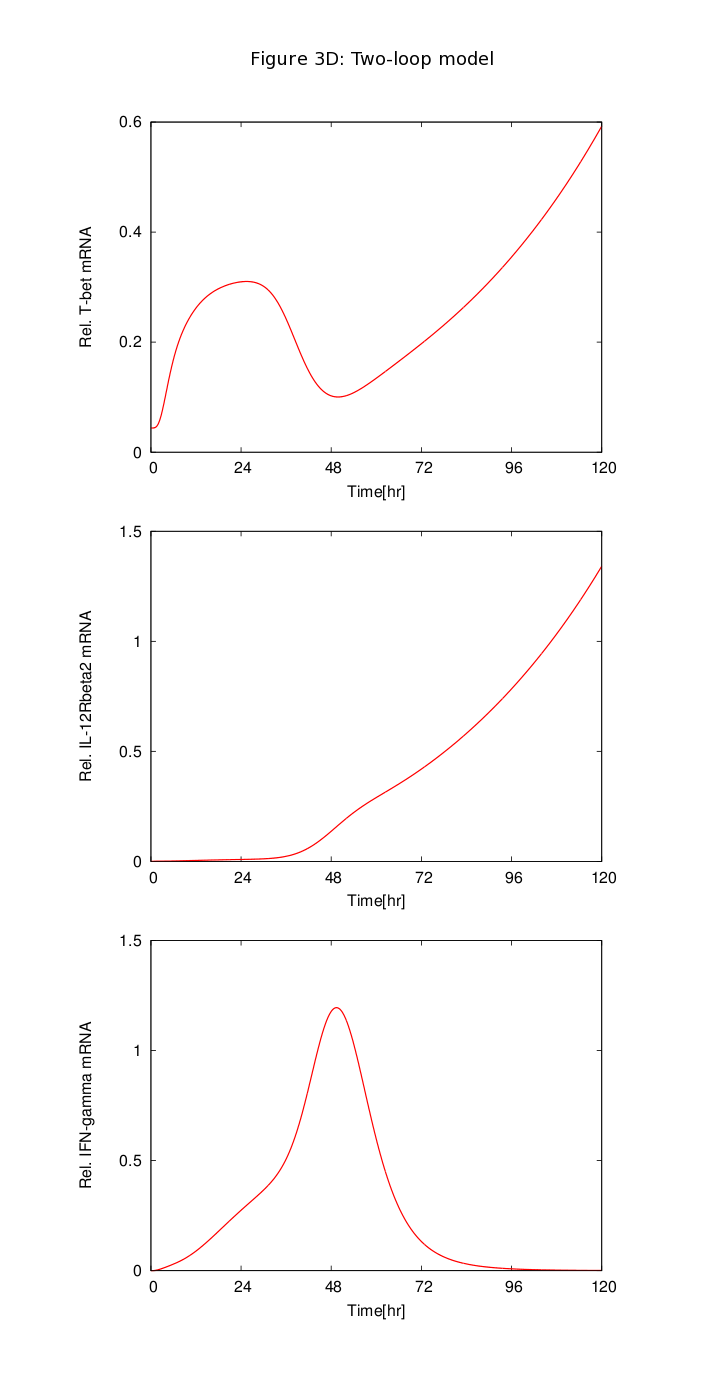 Figure 3D: Two-loop model
0.6
0.4
0.2
0
Rel. T-bet mRNA
0 24 48 72 96 120
Time[hr]
1.5
1
0.5
0
Rel. IL-12Rbeta2 mRNA
0 24 48 72 96 120
Time[hr]
1.5
1
0.5
0
Rel. IFN-gamma mRNA
0 24 48 72 96 120
Time[hr]